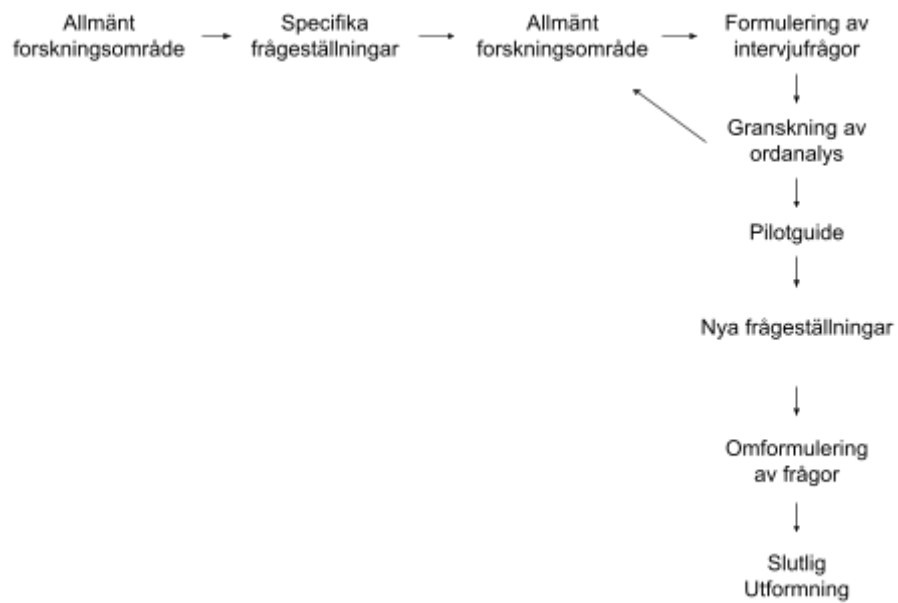 Allmänt
forskningsområde
Specifika
frågeställningar
Allmänt
forskningsområde
Formulering av
intervjufrågor
Granskning av
ordanalys
Pilotguide
Nya frågeställningar
Omformulering
av frågor
Slutlig
Utformning